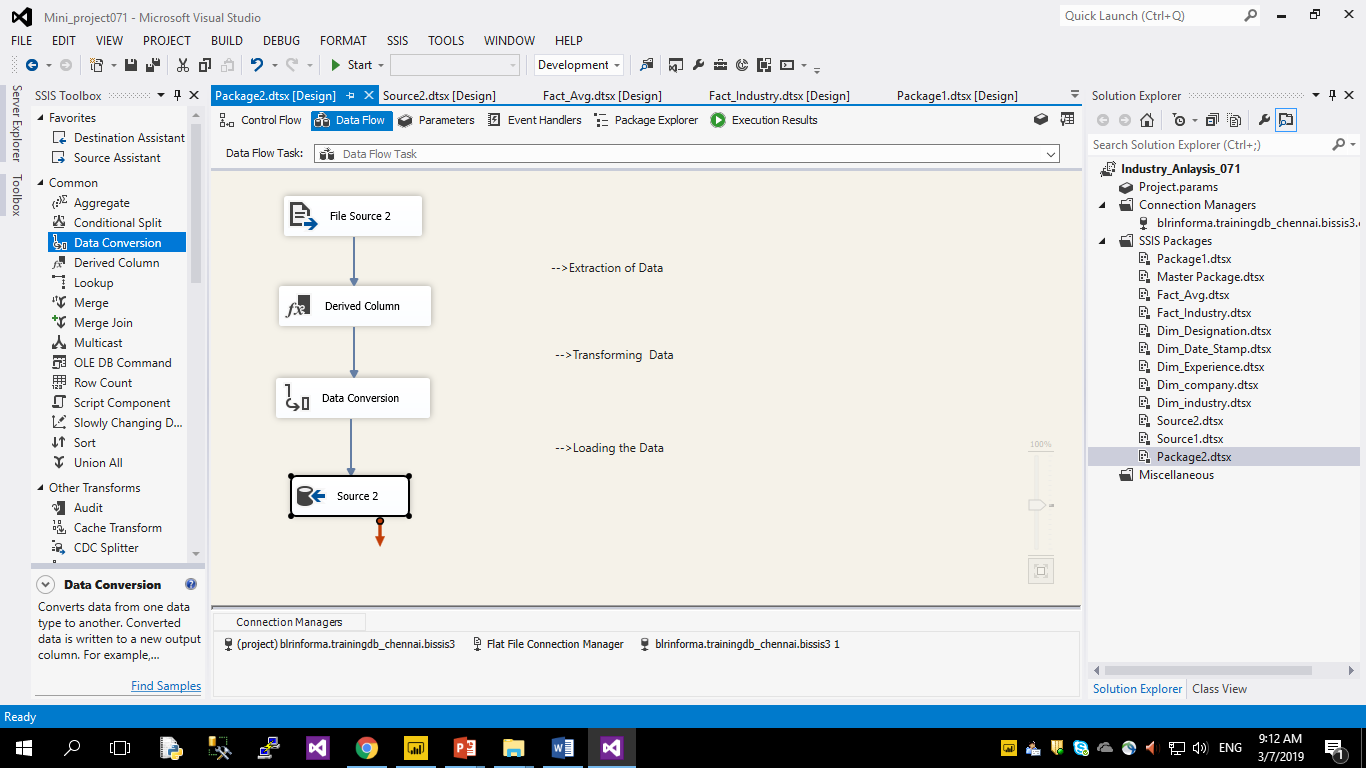 Mini_project071 - Microsoft Visual Studio
Quick Launch (Ctrl+Q)
FILE EDIT VIEW PROJECT BUILD DEBUG FORMAT SSIS TOOLS WINDOW HELP
Start Development
Server Explorer
Toolbox
SSIS Toolbox
Favorites
Destination Assistant
Source Assistant
Common
Aggregate
Conditional Split
Data Conversion
Derived Column
Lookup
Merge
Merge Join
Multicast
OLE DB Command
Row Count
Script Component
Slowly Changing D...
Sort
Union All
Other Transforms
Audit
Cache Transform
CDC Splitter
Data Conversion
Converts data from one data
type to another. Converted
data is written to a new output
column. For example,...
Find Samples
Package2.dtsx [Design] Source2.dtsx [Design] Fact_Avg.dtsx [Design] Fact_Industry.dtsx [Design] Package1.dtsx [Design]
Control Flow Data Flow Parameters Event Handlers Package Explorer Execution Results
Data Flow Task: Data Flow Task
File Source 2
-->Extraction of Data
Derived Column
-->Transforming  Data
Data Conversion
-->Loading the Data
Source 2
100%
Connection Managers
(project) blrinforma.trainingdb_chennai.bissis3 Flat File Connection Manager blrinforma.trainingdb_chennai.bissis3 1
Solution Explorer
Search Solution Explorer (Ctrl+;)
Industry_Anlaysis_071
Project.params
Connection Managers
blrinforma.trainingdb_chennai.bissis3.
SSIS Packages
Package1.dtsx
Master Package.dtsx
Fact_Avg.dtsx
Fact_Industry.dtsx
Dim_Designation.dtsx
Dim_Date_Stamp.dtsx
Dim_Experience.dtsx
Dim_company.dtsx
Dim_industry.dtsx
Source2.dtsx
Source1.dtsx
Package2.dtsx
Miscellaneous
Solution Explorer Class View
Ready
ENG
9:12 AM
3/7/2019
1